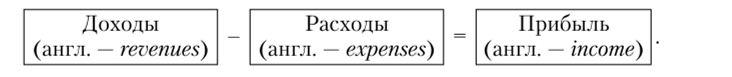 Доходы – Расходы = Прибыль
(англ. — revenues) (англ. — expenses) (англ. — income).